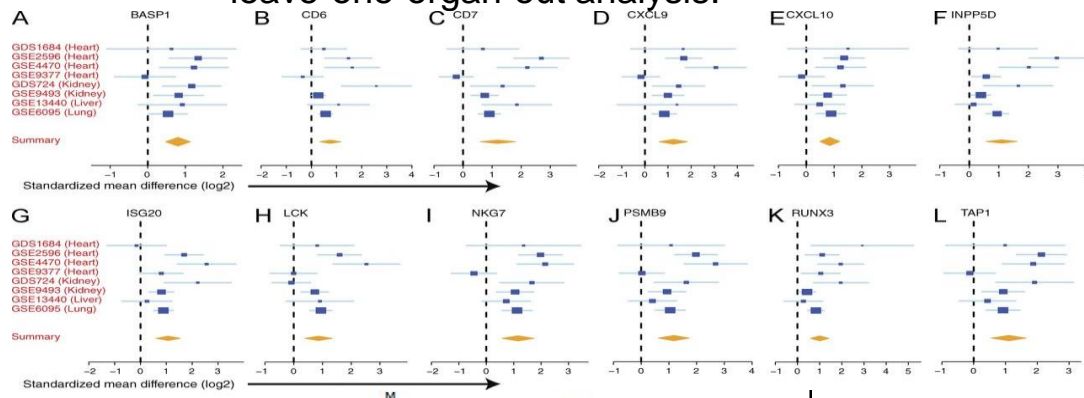 leave-one-organ-out analysis.
A BASP1 B CD6 C CD7 D CXCL9 E CXCL10 F INPP5D
GDS1684 (Heart)
GSE2596 (Heart)
GSE4470 (Heart)
GSE9377 (Heart)
GDS724 (Kidney)
GSE9493 (Kidney)
GSE13440 (Liver)
GSE6095 (Lung)
Summary
-1 0 1 2 -2 -1 0 1 2 3 4 -1 0 1 2 3 -2 -1 0 1 2 3 4 -1 0 1 2 3 4 -1 0 1 2 3
Standardized mean difference (log2)
G ISG20 H LCK I NKG7 J PSMB9 K RUNX3 L TAP1
GDS1684 (Heart)
GSE2596 (Heart)
GSE4470 (Heart)
GSE9377 (Heart)
GDS724 (Kidney)
GSE9493 (Kidney)
GSE13440 (Liver)
GSE6095 (Lung)
Summary
-2 -1 0 1 2 3 4 -1 0 1 2 3 -2 -1 0 1 2 3 -1 0 1 2 3 4 -1 0 1 2 3 4 5 -1 0 1 2 3
Standardized mean difference (log2)
M